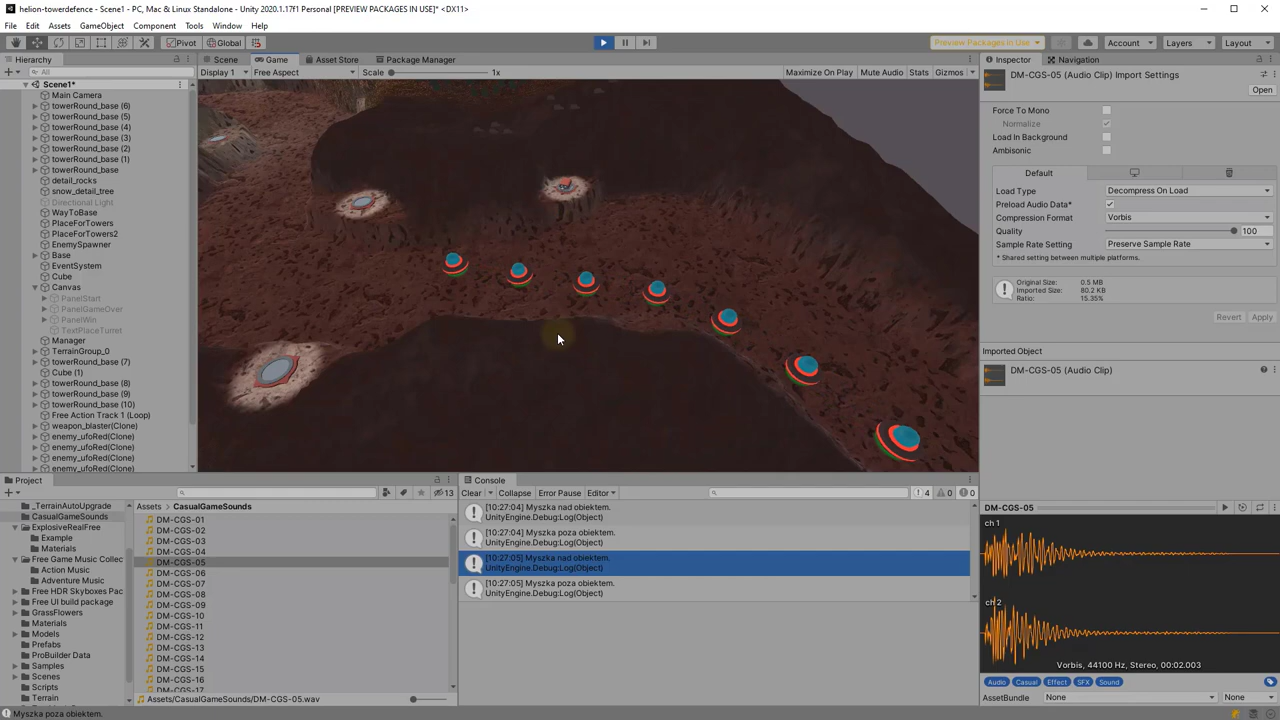 helion-towerdefence - Scene1 - PC, Mac & Linux Standalone - Unity 2020.1.17f1 Personal [PREVIEW PACKAGES IN USE]* <DX11>
File Edit Assets GameObject Component Tools Window Help
Pivot Global Preview Packages In Use Account Layers Layout
Hierarchy Scene Game Asset Store Package Manager Inspector Navigation
All Display 1 Free Aspect Scale 1x Maximize On Play Mute Audio Stats Gizmos
Scene1*
Main Camera
towerRound_base (6)
towerRound_base (5)
towerRound_base (4)
towerRound_base (3)
towerRound_base (2)
towerRound_base (1)
towerRound_base
detail_rocks
snow_detail_tree
Directional Light
WayToBase
PlaceForTowers
PlaceForTowers2
EnemySpawner
Base
EventSystem
Cube
Canvas
PanelStart
PanelGameOver
PanelWin
TextPlaceTurret
Manager
TerrainGroup_0
towerRound_base (7)
Cube (1)
towerRound_base (8)
towerRound_base (9)
towerRound_base (10)
Free Action Track 1 (Loop)
weapon_blaster(Clone)
enemy_ufoRed(Clone)
enemy_ufoRed(Clone)
enemy_ufoRed(Clone)
DM-CGS-05 (Audio Clip) Import Settings
Open
Force To Mono
Normalize
Load In Background
Ambisonic
Default
Load Type Decompress On Load
Preload Audio Data*
Compression Format Vorbis
Quality 100
Sample Rate Setting Preserve Sample Rate
* Shared setting between multiple platforms.
Original Size: 0.5 MB
Imported Size: 80.2 KB
Ratio: 15.35%
Revert Apply
Imported Object
DM-CGS-05 (Audio Clip)
Project
13
_TerrainAutoUpgrade
CasualGameSounds
ExplosiveRealFree
Example
Materials
Free Game Music Collec
Action Music
Adventure Music
Free HDR Skyboxes Pac
Free UI build package
GrassFlowers
Materials
Models
Prefabs
ProBuilder Data
Samples
Scenes
Scripts
Terrain
Assets > CasualGameSounds
DM-CGS-01
DM-CGS-02
DM-CGS-03
DM-CGS-04
DM-CGS-05
DM-CGS-06
DM-CGS-07
DM-CGS-08
DM-CGS-09
DM-CGS-10
DM-CGS-11
DM-CGS-12
DM-CGS-13
DM-CGS-14
DM-CGS-15
DM-CGS-16
DM-CGS-17
Assets/CasualGameSounds/DM-CGS-05.wav
Console
Clear Collapse Error Pause Editor 4 0 0
[10:27:04] Myszka nad obiektem.
UnityEngine.Debug:Log(Object)
[10:27:04] Myszka poza obiektem.
UnityEngine.Debug:Log(Object)
[10:27:05] Myszka nad obiektem.
UnityEngine.Debug:Log(Object)
[10:27:05] Myszka poza obiektem.
UnityEngine.Debug:Log(Object)
DM-CGS-05
ch 1
ch 2
Vorbis, 44100 Hz, Stereo, 00:02.003
Audio Casual Effect SFX Sound
AssetBundle None None
Myszka poza obiektem.